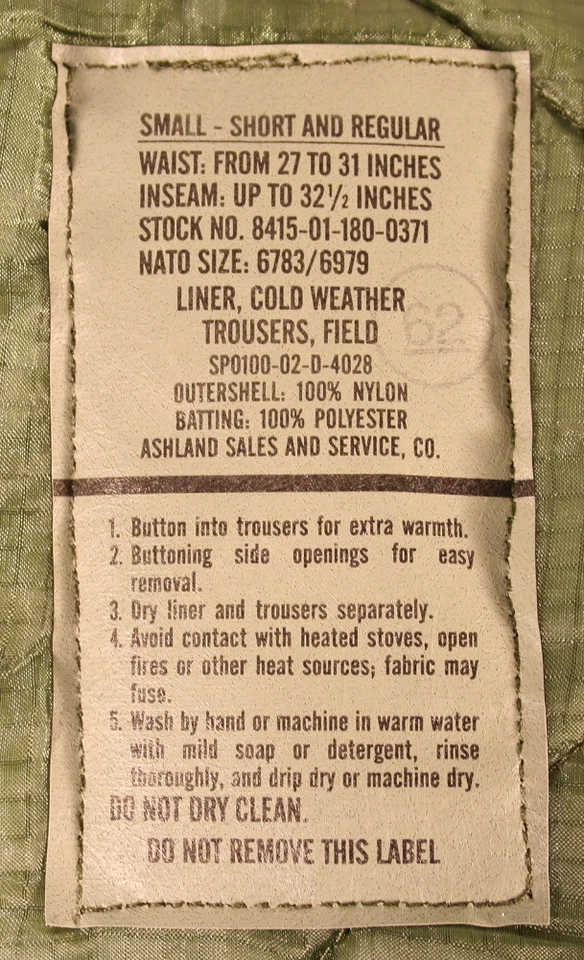 SMALL - SHORT AND REGULAR
WAIST: FROM 27 TO 31 INCHES
INSEAM: UP TO 32 1/2 INCHES
STOCK NO. 8415-01-180-0371
NATO SIZE: 6783/6979
LINER, COLD WEATHER
TROUSERS, FIELD
62
SP0100-02-D-4028
OUTERSHELL: 100% NYLON
BATTING: 100% POLYESTER
ASHLAND SALES AND SERVICE, CO.
1. Button into trousers for extra warmth.
2. Buttoning side openings for easy
removal.
3. Dry liner and trousers separately.
4. Avoid contact with heated stoves, open
fires or other heat sources; fabric may
fuse.
5. Wash by hand or machine in warm water
with mild soap or detergent, rinse
thoroughly, and drip dry or machine dry.
DO NOT DRY CLEAN.
DO NOT REMOVE THIS LABEL